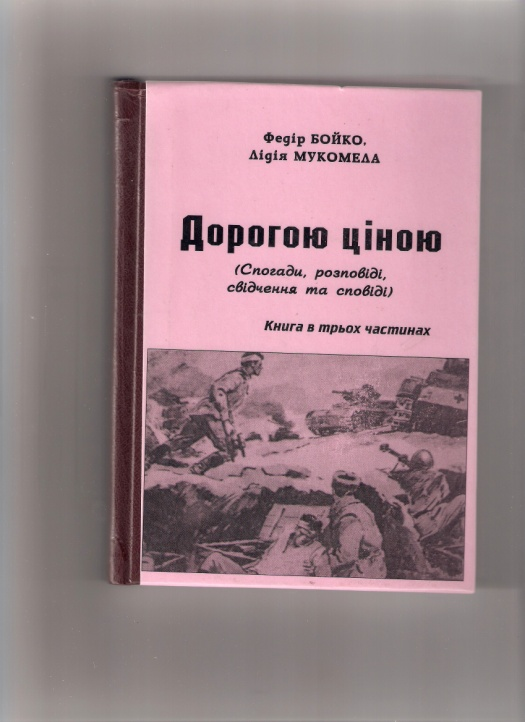 Федір БОЙКО,
Лідія МУКОМЕЛА
Дорогою ціною
(Спогади, розповіді,
свідчення та сповіді)
Книга в трьох частинах